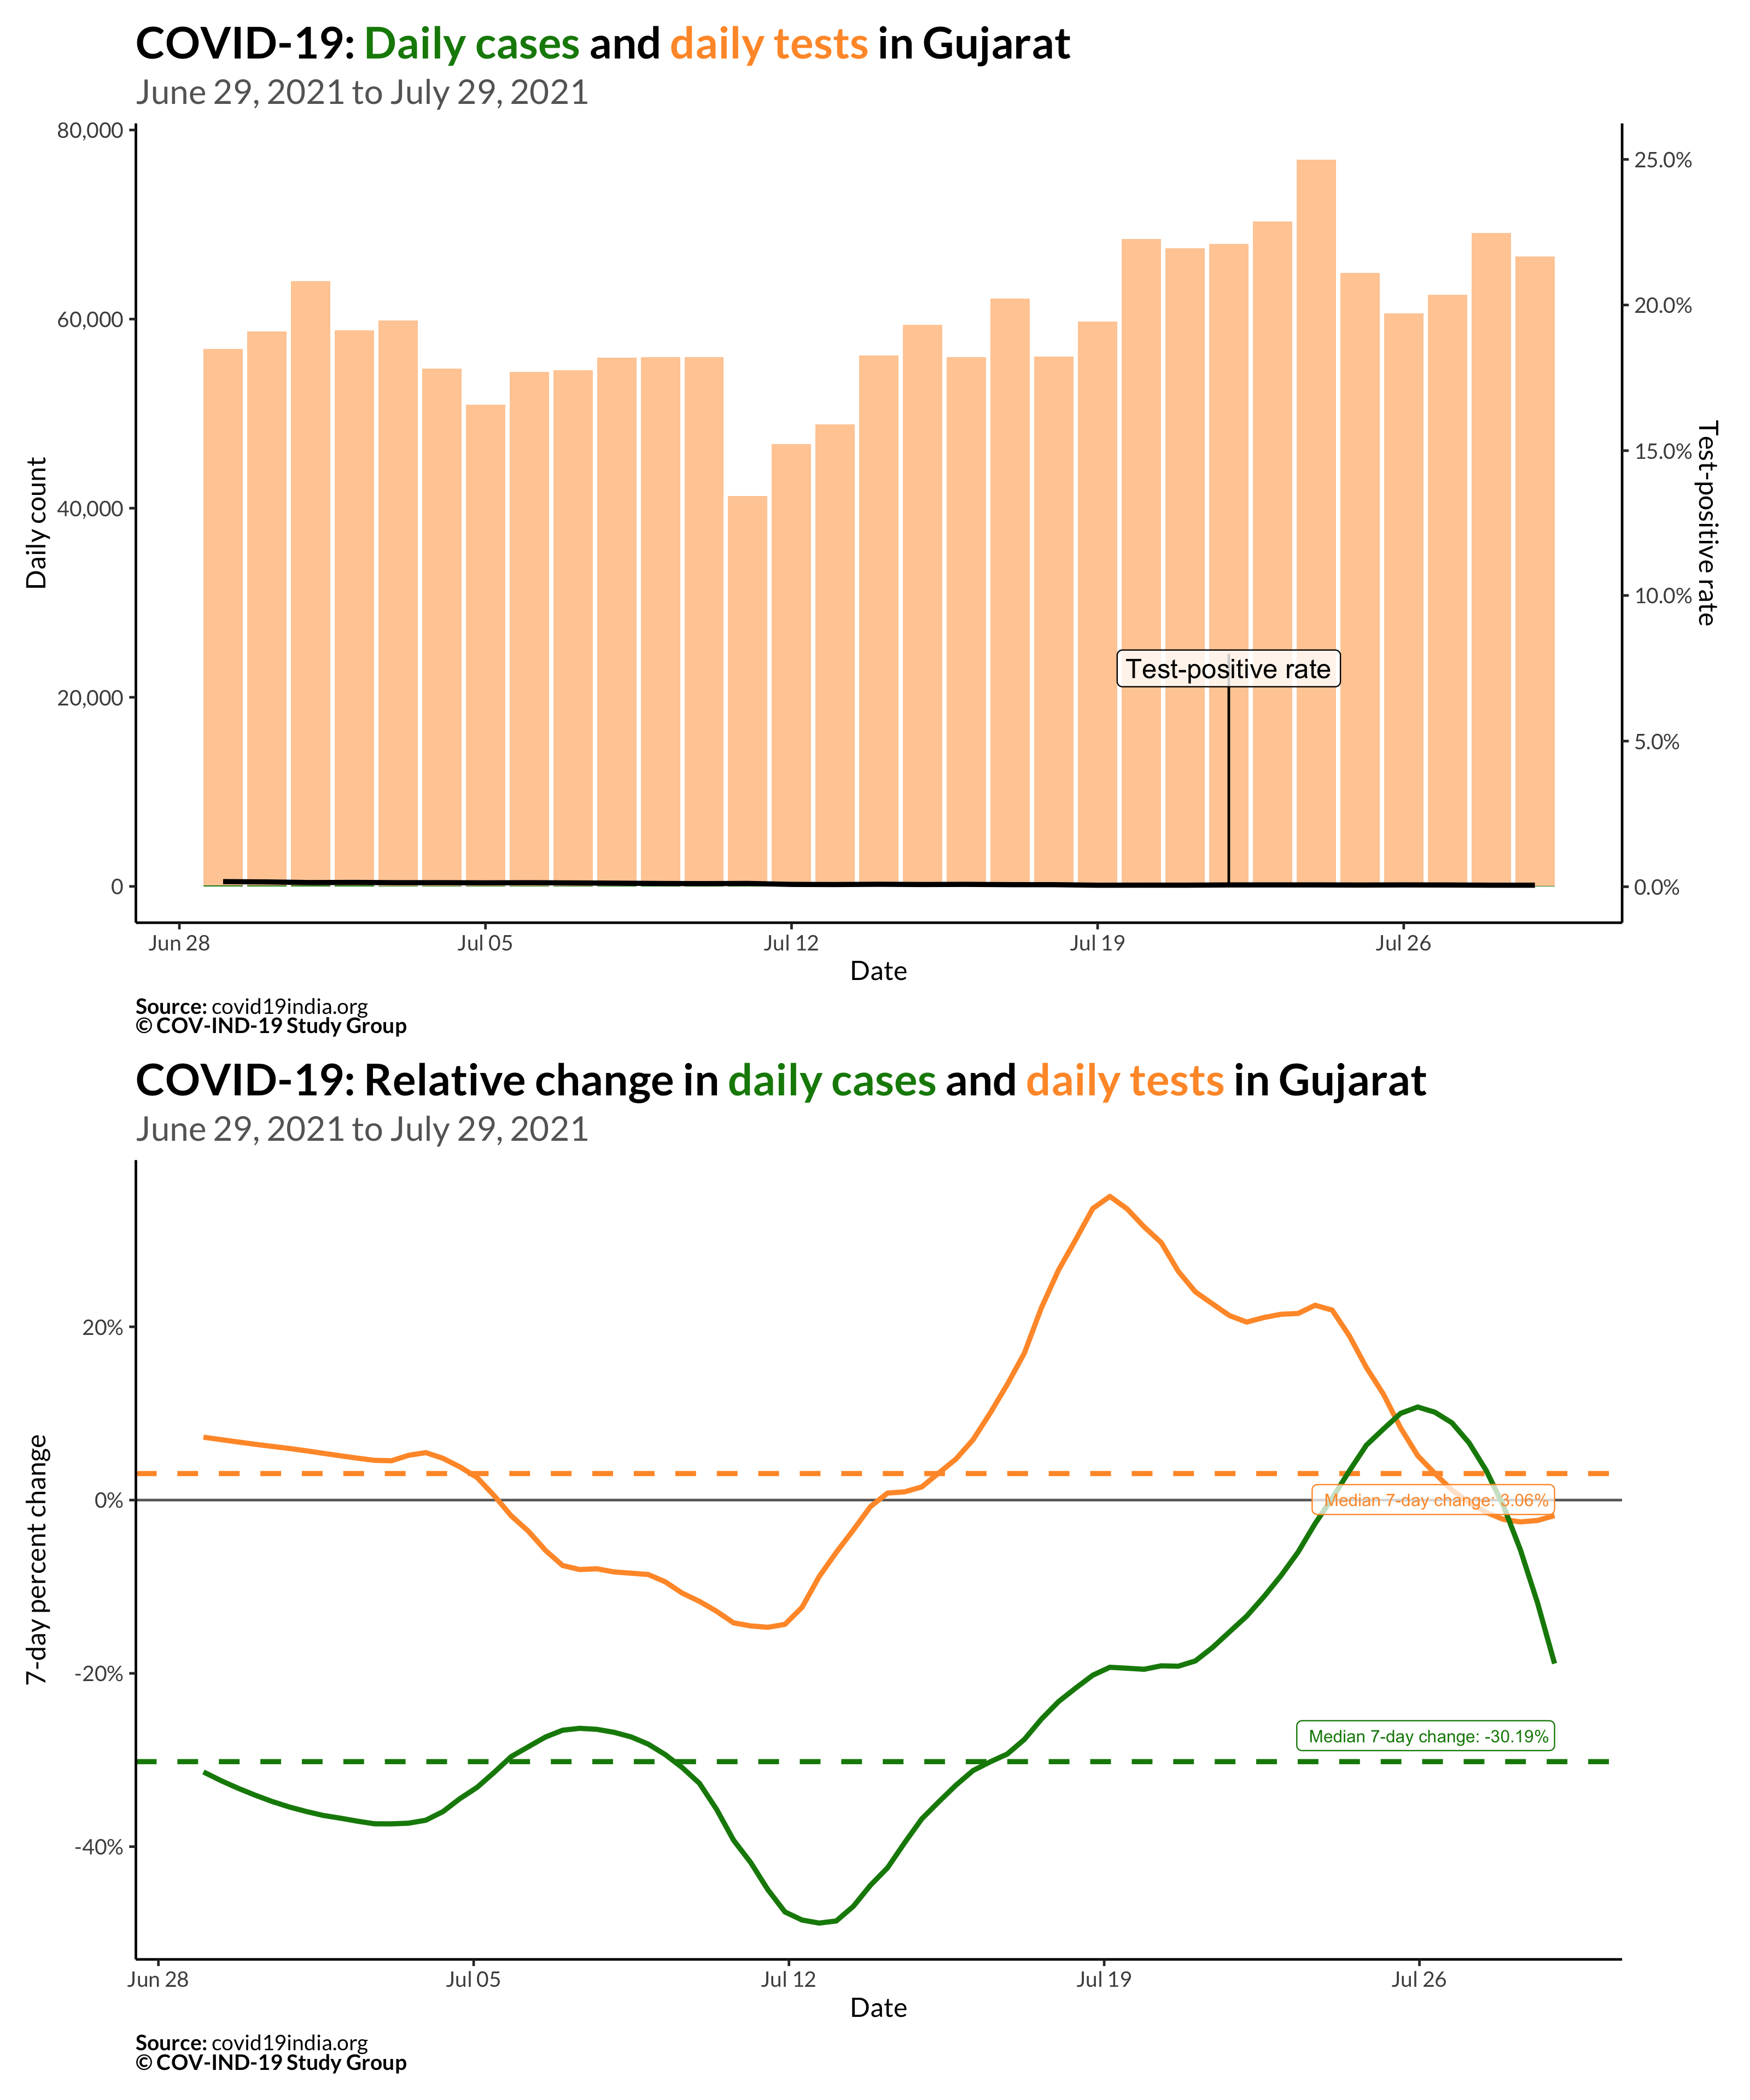 COVID-19: Daily cases and daily tests in Gujarat
June 29, 2021 to July 29, 2021
80,000
60,000
40,000
20,000
0
Daily count
25.0%
20.0%
15.0%
10.0%
5.0%
0.0%
Test-positive rate
Test-positive rate
Jun 28
Jul 05
Jul 12
Jul 19
Jul 26
Date
Source: covid19india.org
© COV-IND-19 Study Group
COVID-19: Relative change in daily cases and daily tests in Gujarat
June 29, 2021 to July 29, 2021
20%
0%
-20%
-40%
7-day percent change
Median 7-day change: 3.06%
Median 7-day change: -30.19%
Jun 28
Jul 05
Jul 12
Jul 19
Jul 26
Date
Source: covid19india.org
© COV-IND-19 Study Group